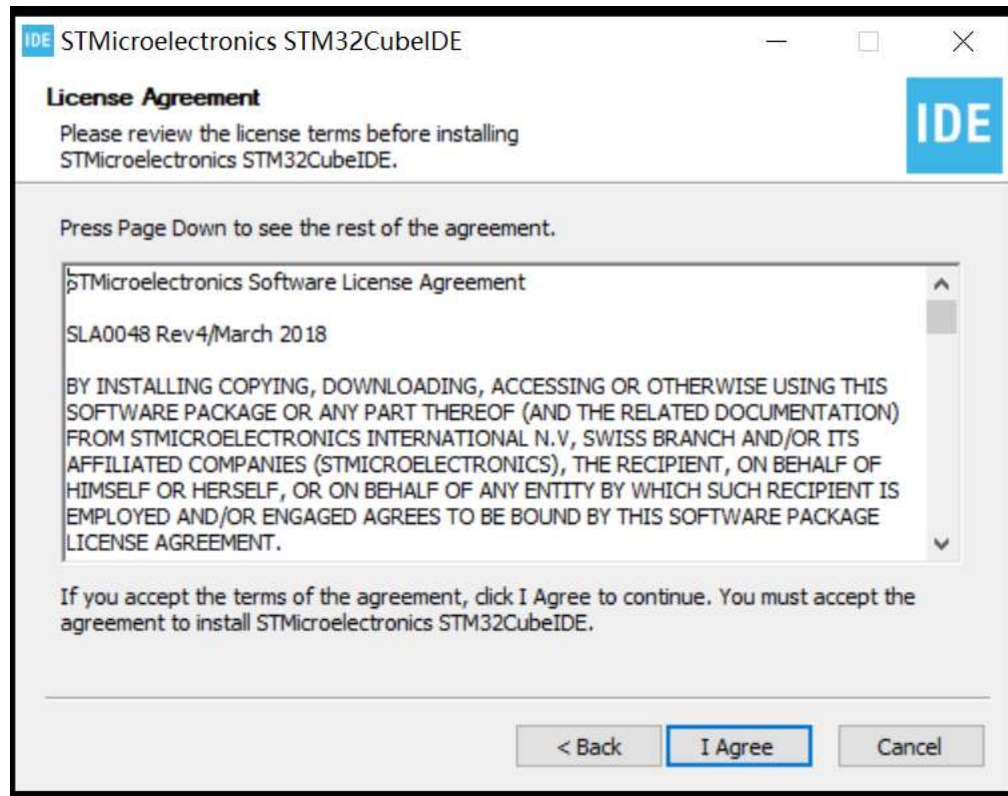 IDE STMicroelectronics STM32CubeIDE
License Agreement
IDE
Please review the license terms before installing
STMicroelectronics STM32CubeIDE.
Press Page Down to see the rest of the agreement.
STMicroelectronics Software License Agreement
SLA0048 Rev4/March 2018
BY INSTALLING COPYING, DOWNLOADING, ACCESSING OR OTHERWISE USING THIS
SOFTWARE PACKAGE OR ANY PART THEREOF (AND THE RELATED DOCUMENTATION)
FROM STMICROELECTRONICS INTERNATIONAL N.V, SWISS BRANCH AND/OR ITS
AFFILIATED COMPANIES (STMICROELECTRONICS), THE RECIPIENT, ON BEHALF OF
HIMSELF OR HERSELF, OR ON BEHALF OF ANY ENTITY BY WHICH SUCH RECIPIENT IS
EMPLOYED AND/OR ENGAGED AGREES TO BE BOUND BY THIS SOFTWARE PACKAGE
LICENSE AGREEMENT.
If you accept the terms of the agreement, click I Agree to continue. You must accept the
agreement to install STMicroelectronics STM32CubeIDE.
< Back I Agree Cancel